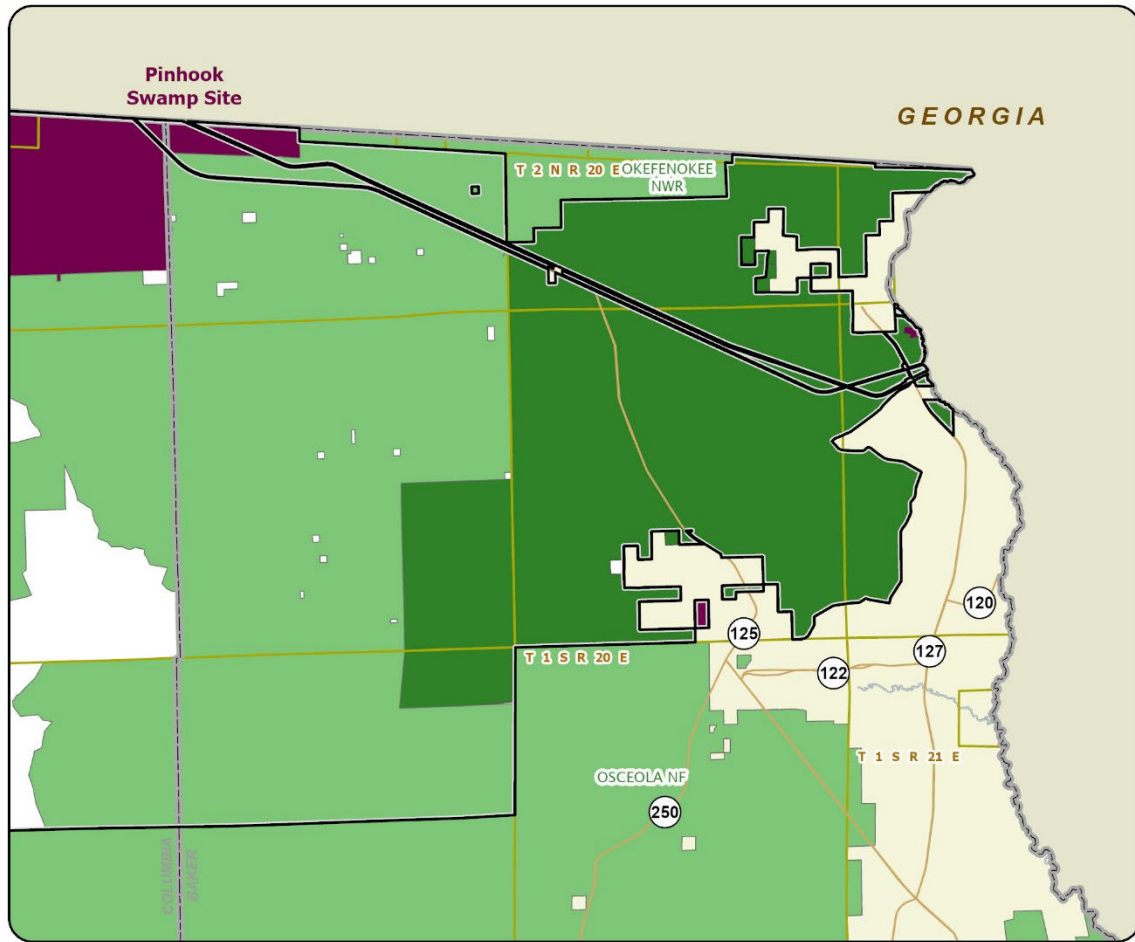 Pinhook
Swamp Site
GEORGIA
T 2 N R 20 E
OKEFENOKEE
NWR
120
125
127
T 1 S R 20 E
122
T 1 S R 21 E
OSCEOLA NF
250
COLUMBIA
BAKER